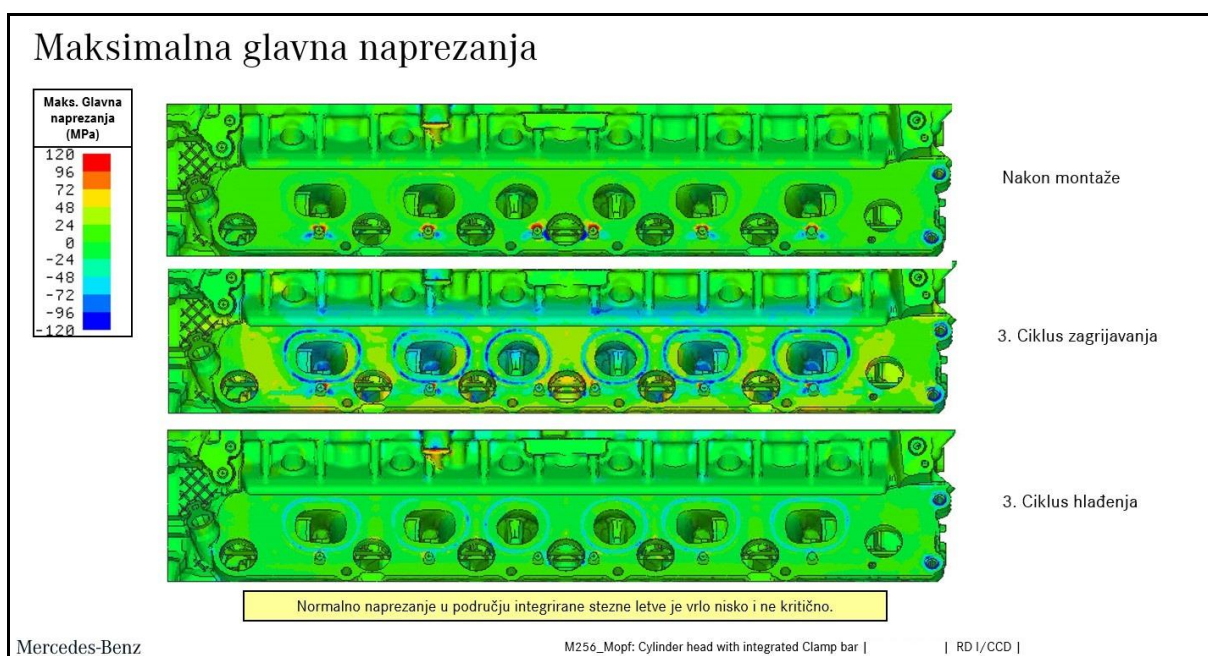 Maksimalna glavna naprezanja
Maks. Glavna
naprezanja
(MPa)
120
96
72
48
24
0
-24
-48
-72
-96
-120
Nakon montaže
3. Ciklus zagrijavanja
3. Ciklus hlađenja
Normalno naprezanje u području integrirane stezne letve je vrlo nisko i ne kritično.
Mercedes-Benz
M256_Mopf: Cylinder head with integrated Clamp bar | | RD I/CCD |